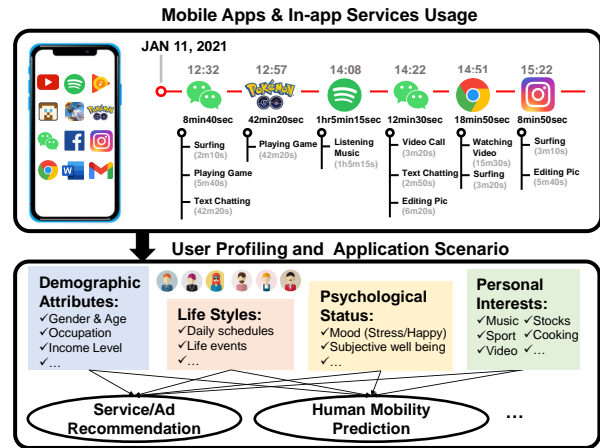 Mobile Apps & In-app Services Usage
JAN 11, 2021
12:32 12:57 14:08 14:22 14:51 15:22
POKÉMON GO
8min40sec 42min20sec 1hr5min15sec 12min30sec 18min50sec 8min50sec
Surfing
(2m10s)
Playing Game
(5m40s)
Text Chatting
(42m20s)
Playing Game
(42m20s)
Listening
Music
(1h5m15s)
Video Call
(3m20s)
Text Chatting
(2m50s)
Editing Pic
(6m20s)
Watching
Video
(15m30s)
Surfing
(3m20s)
Surfing
(3m10s)
Editing Pic
(5m40s)
User Profiling and Application Scenario
Demographic
Attributes:
✓Gender & Age
✓Occupation
✓Income Level
✓…
Life Styles:
✓Daily schedules
✓Life events
✓…
Psychological
Status:
✓Mood (Stress/Happy)
✓Subjective well being
✓…
Personal
Interests:
✓Music ✓Stocks
✓Sport ✓Cooking
✓Video ✓…
Service/Ad
Recommendation
Human Mobility
Prediction
…